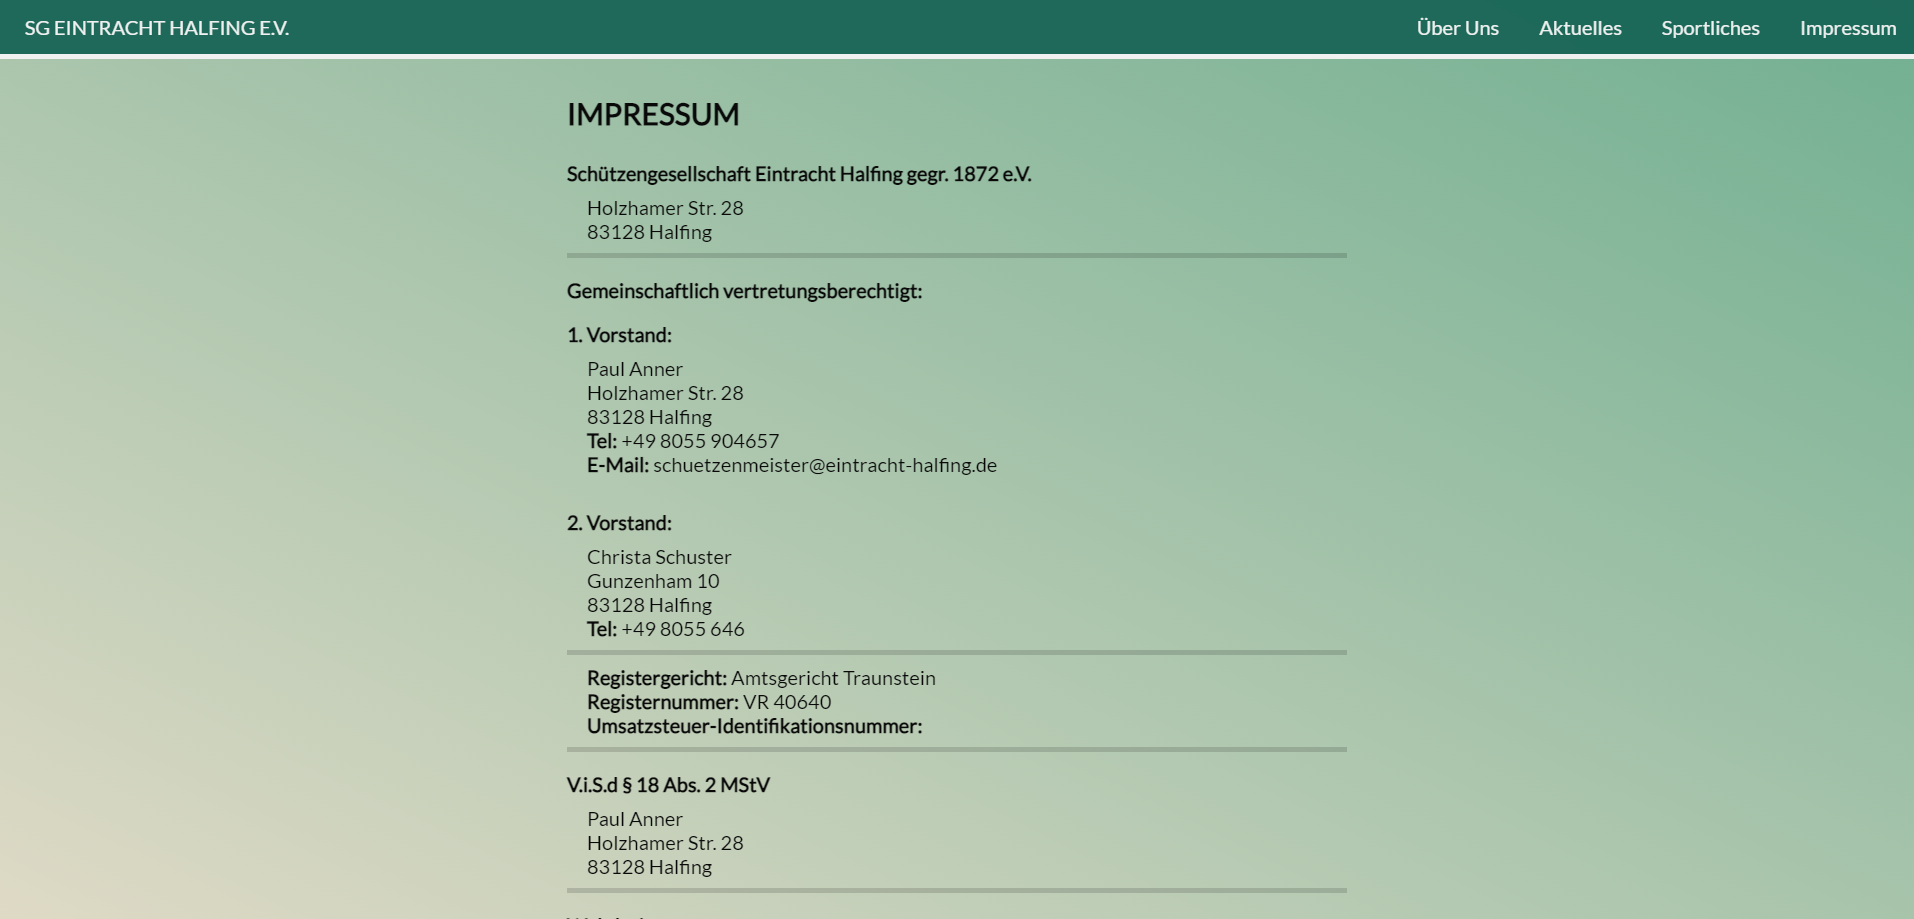 SG EINTRACHT HALFING E.V.
Über Uns
Aktuelles
Sportliches
Impressum
IMPRESSUM
Schützengesellschaft Eintracht Halfing gegr. 1872 e.V.
Holzhamer Str. 28
83128 Halfing
Gemeinschaftlich vertretungsberechtigt:
1. Vorstand:
Paul Anner
Holzhamer Str. 28
83128 Halfing
Tel: +49 8055 904657
E-Mail: schuetzenmeister@eintracht-halfing.de
2. Vorstand:
Christa Schuster
Gunzenham 10
83128 Halfing
Tel: +49 8055 646
Registergericht: Amtsgericht Traunstein
Registernummer: VR 40640
Umsatzsteuer-Identifikationsnummer:
V.i.S.d § 18 Abs. 2 MStV
Paul Anner
Holzhamer Str. 28
83128 Halfing